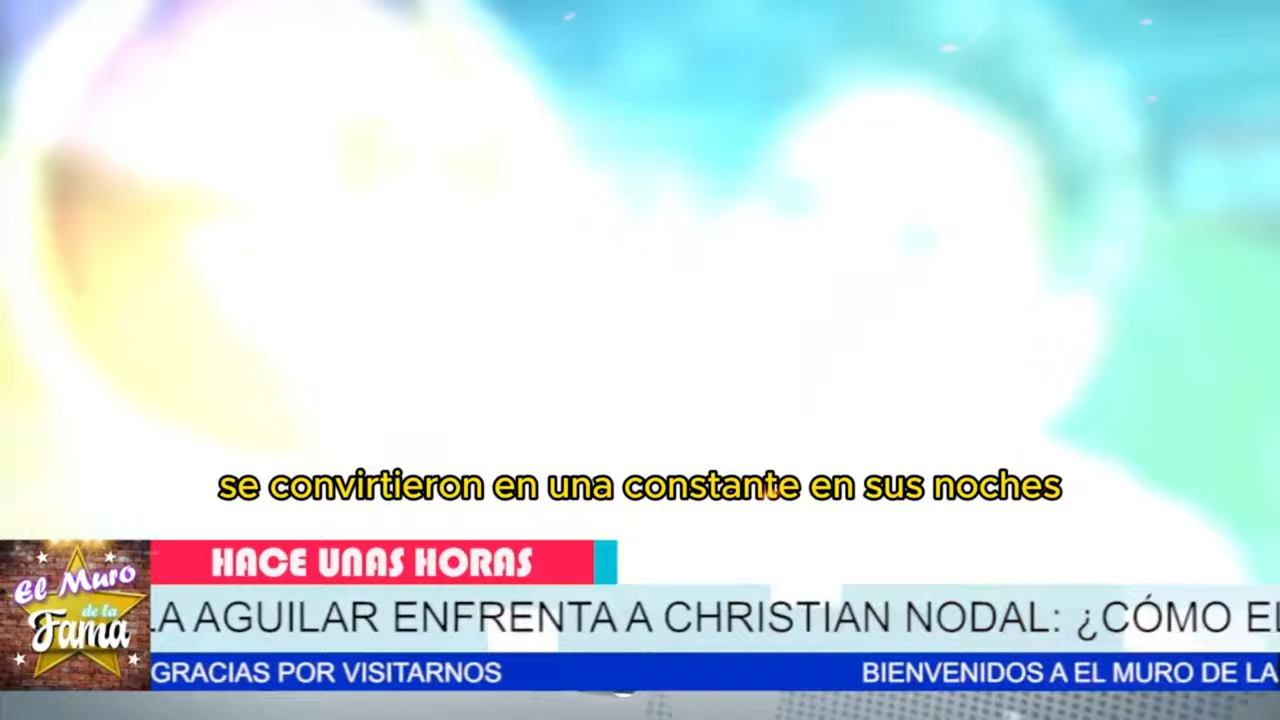 se convirtieron en una constante en sus noches
HACE UNAS HORAS
El Muro
de la
Fama
LA AGUILAR ENFRENTA A CHRISTIAN NODAL: ¿CÓMO EL
GRACIAS POR VISITARNOS
BIENVENIDOS A EL MURO DE LA